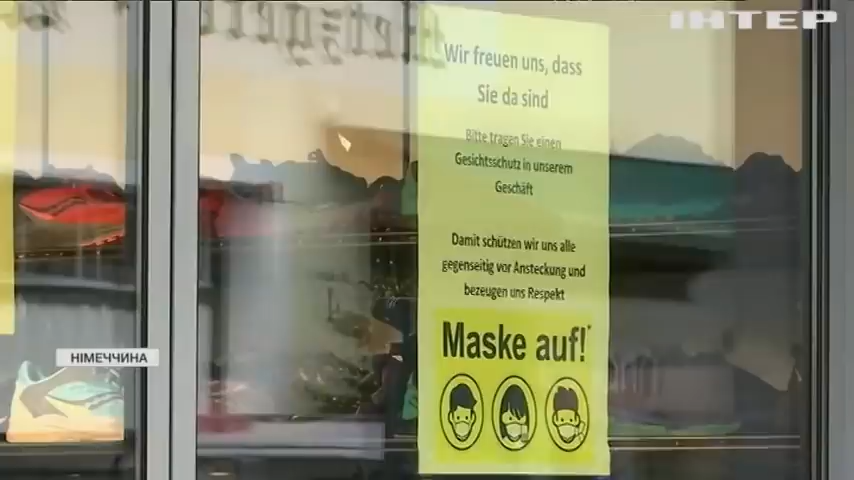 ІНТЕР
Metzgerei
Wir freuen uns, dass
Sie da sind
Bitte tragen Sie einen
Gesichtsschutz in unserem
Geschäft
Damit schützen wir uns alle
gegenseitig vor Ansteckung und
bezeugen uns Respekt
Maske auf!*
НІМЕЧЧИНА